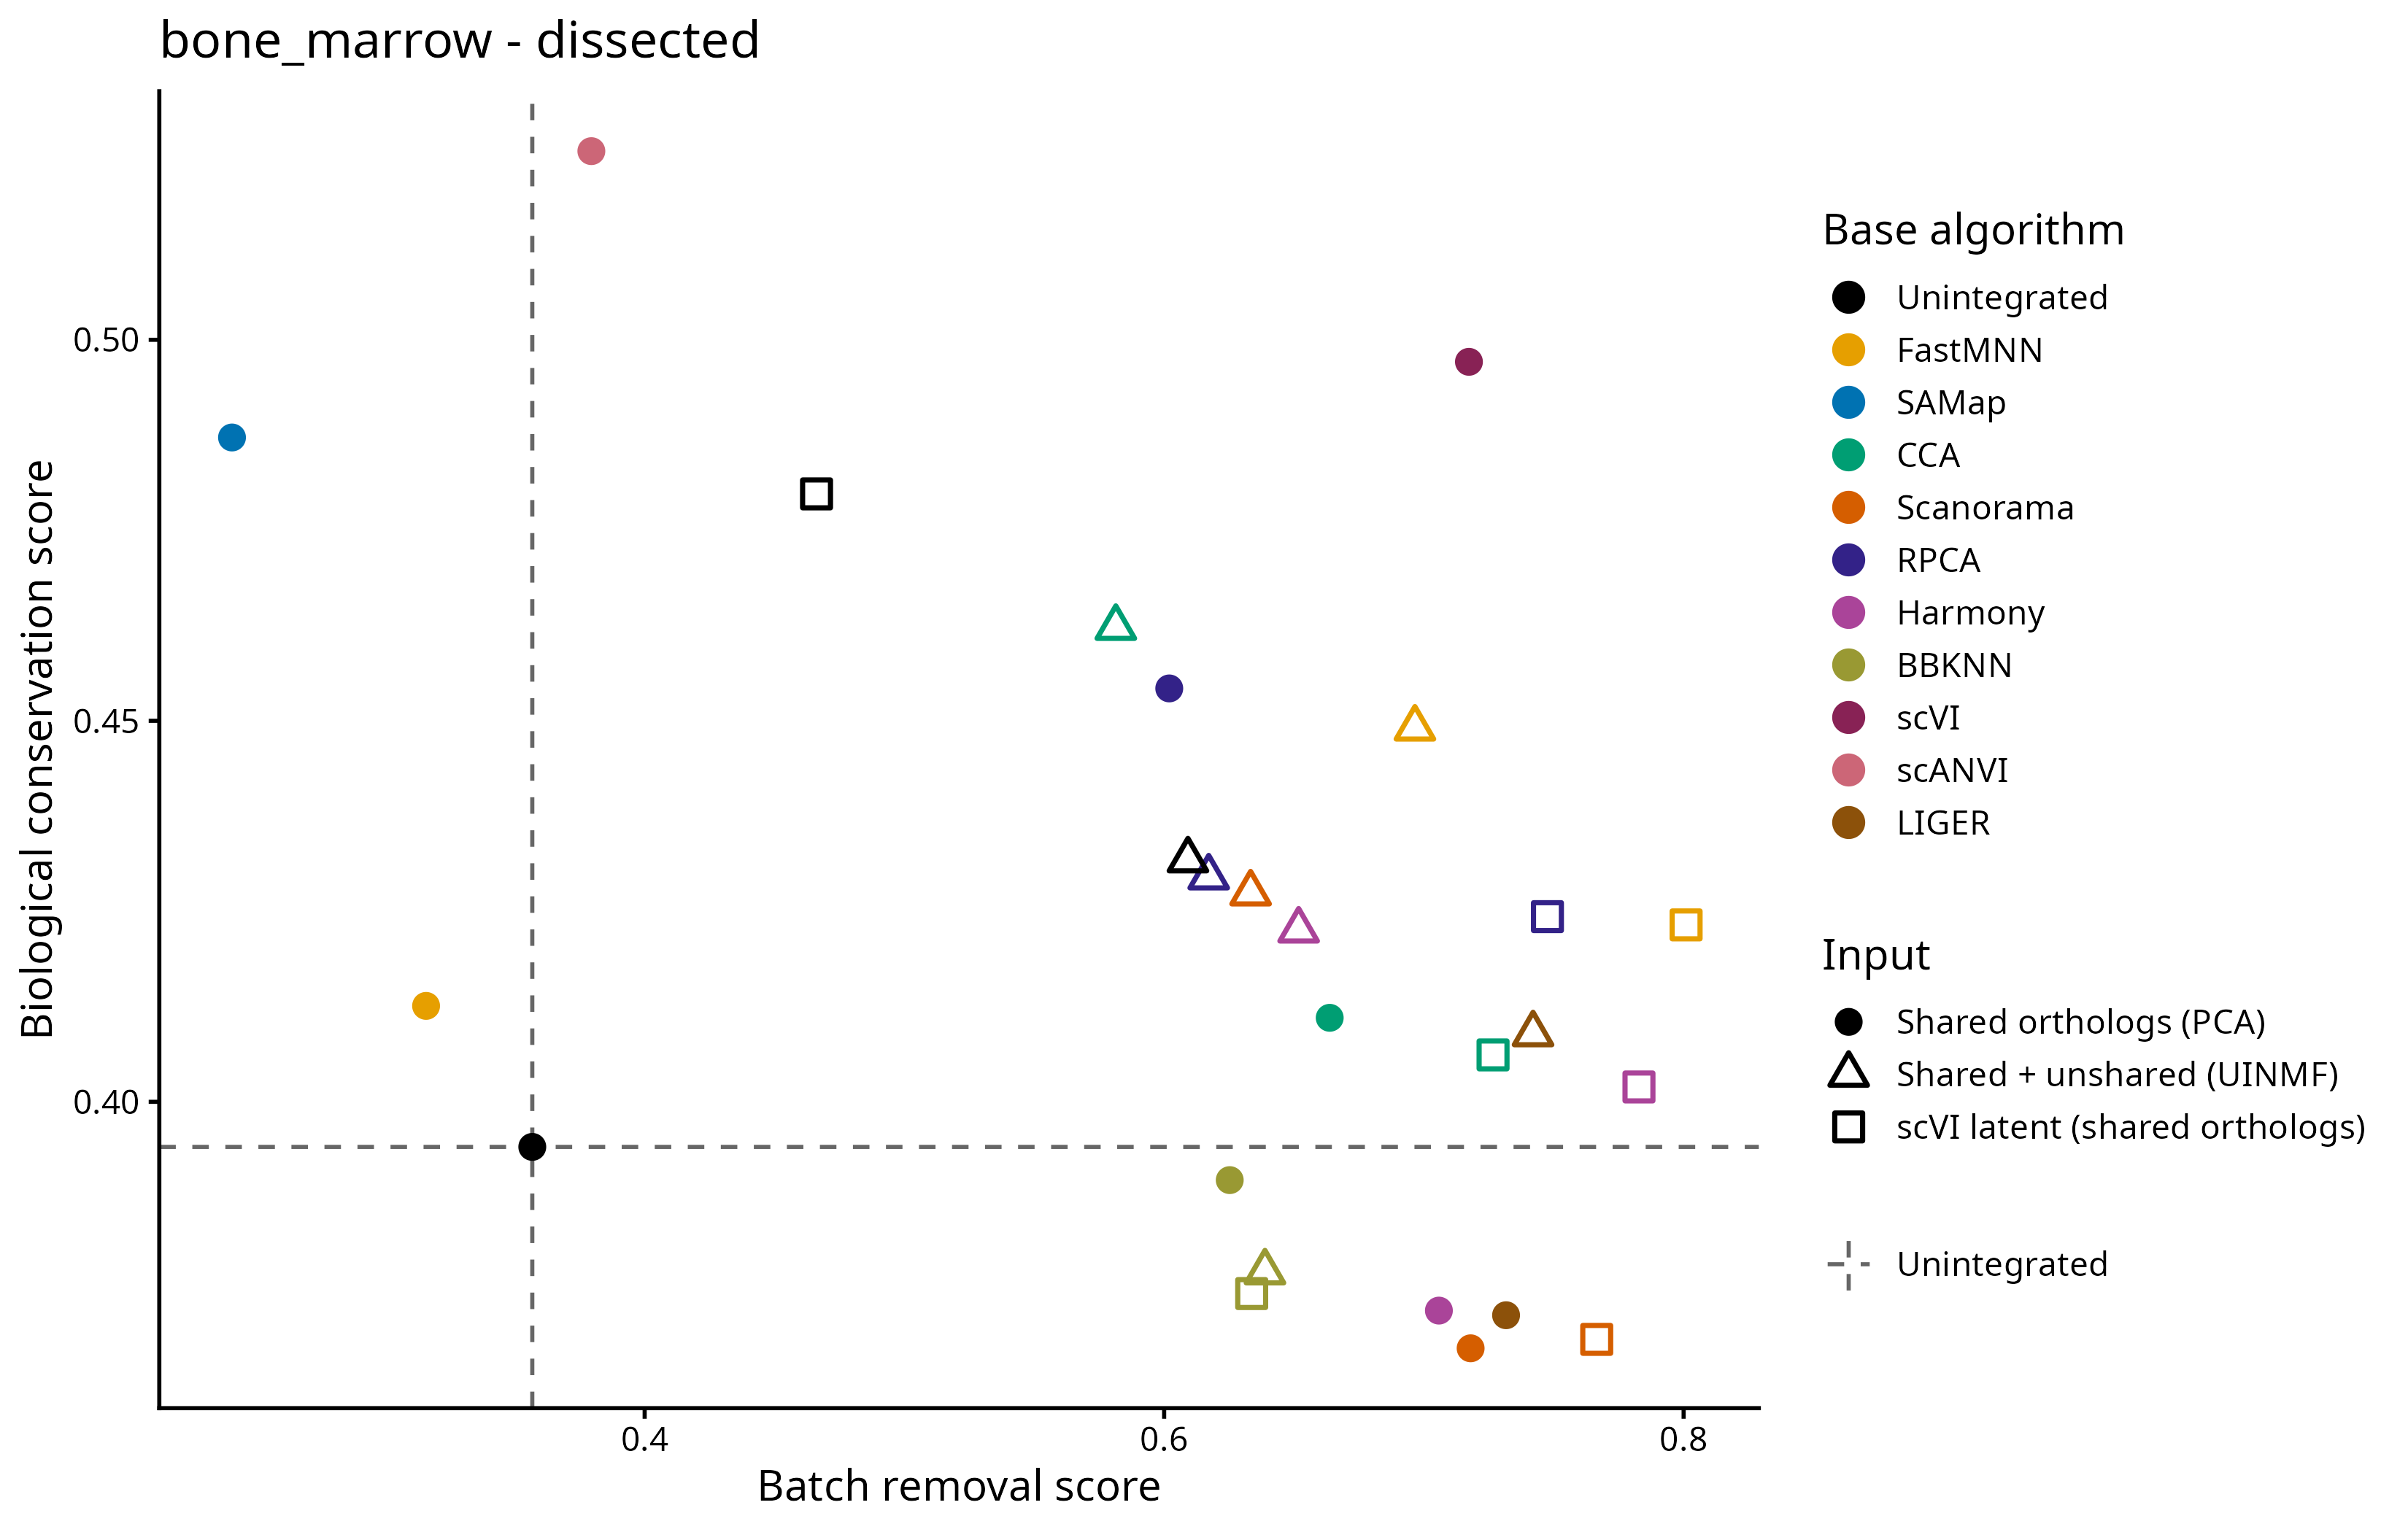 bone_marrow - dissected
Biological conservation score
0.50
0.45
0.40
0.4
0.6
0.8
Batch removal score
Base algorithm
Unintegrated
FastMNN
SAMap
CCA
Scanorama
RPCA
Harmony
BBKNN
scVI
scANVI
LIGER
Input
Shared orthologs (PCA)
Shared + unshared (UINMF)
scVI latent (shared orthologs)
Unintegrated